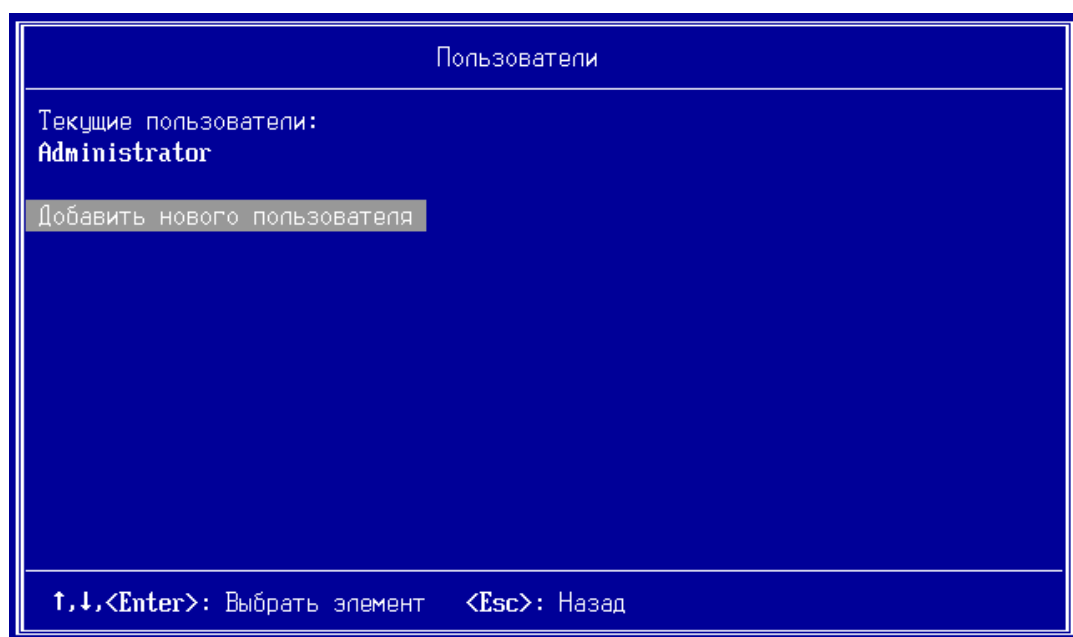 Пользователи
Текущие пользователи:
Administrator
Добавить нового пользователя
↑,↓,<Enter>: Выбрать элемент <Esc>: Назад